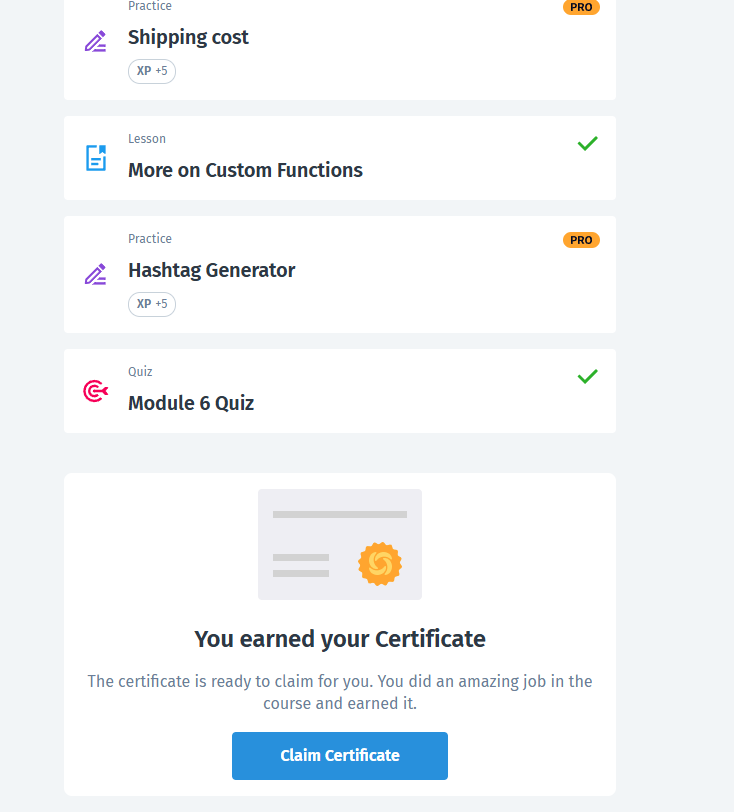 Practice
PRO
Shipping cost
XP +5
Lesson
More on Custom Functions
Practice
PRO
Hashtag Generator
XP +5
Quiz
Module 6 Quiz
You earned your Certificate
The certificate is ready to claim for you. You did an amazing job in the
course and earned it.
Claim Certificate